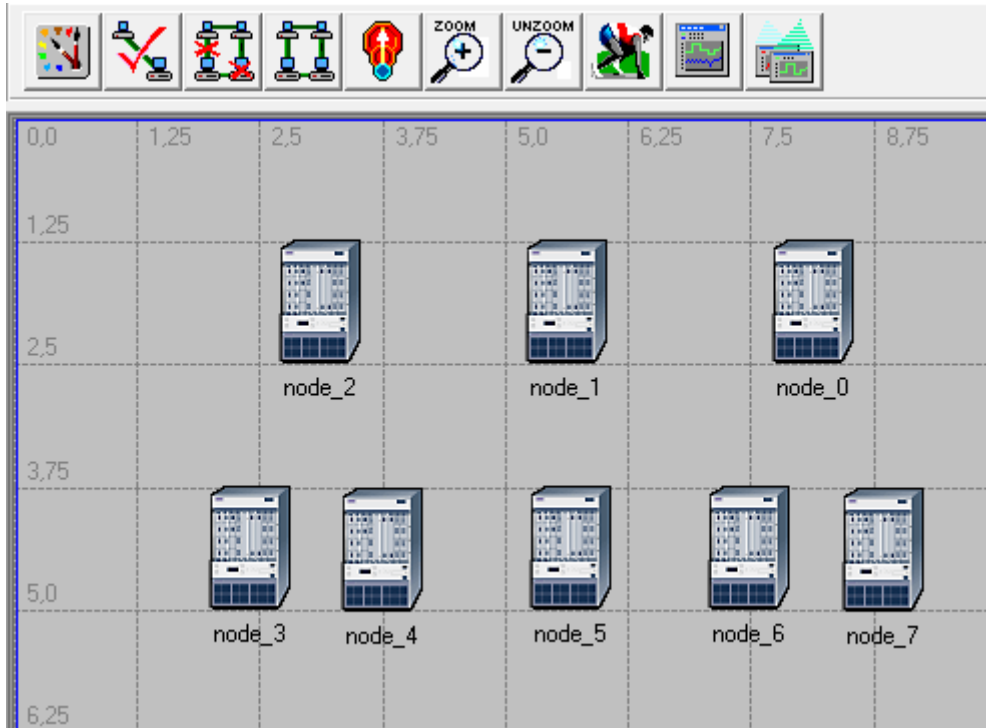 ZOOM UNZOOM
0,0 1,25 2,5 3,75 5,0 6,25 7,5 8,75
1,25
2,5
node_2 node_1 node_0
3,75
5,0
node_3 node_4 node_5 node_6 node_7
6,25